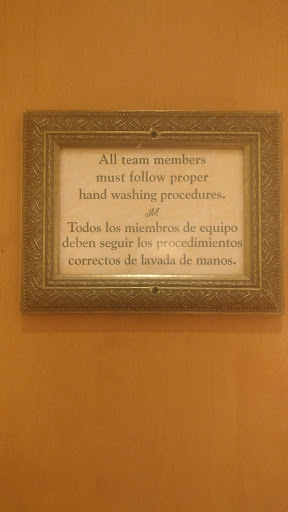 All team members
must follow proper
hand washing procedures.
Todos los miembros de equipo
deben seguir los procedimientos
correctos de lavada de manos.